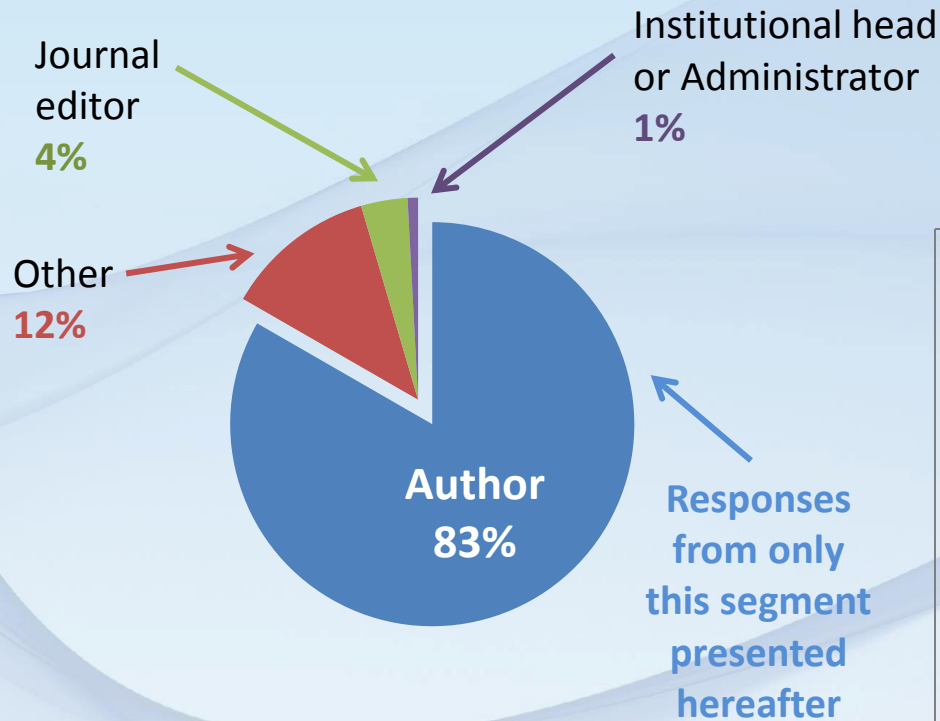 Journal
editor
4%
Institutional head
or Administrator
1%
Other
12%
Author
83%
Responses
from only
this segment
presented
hereafter